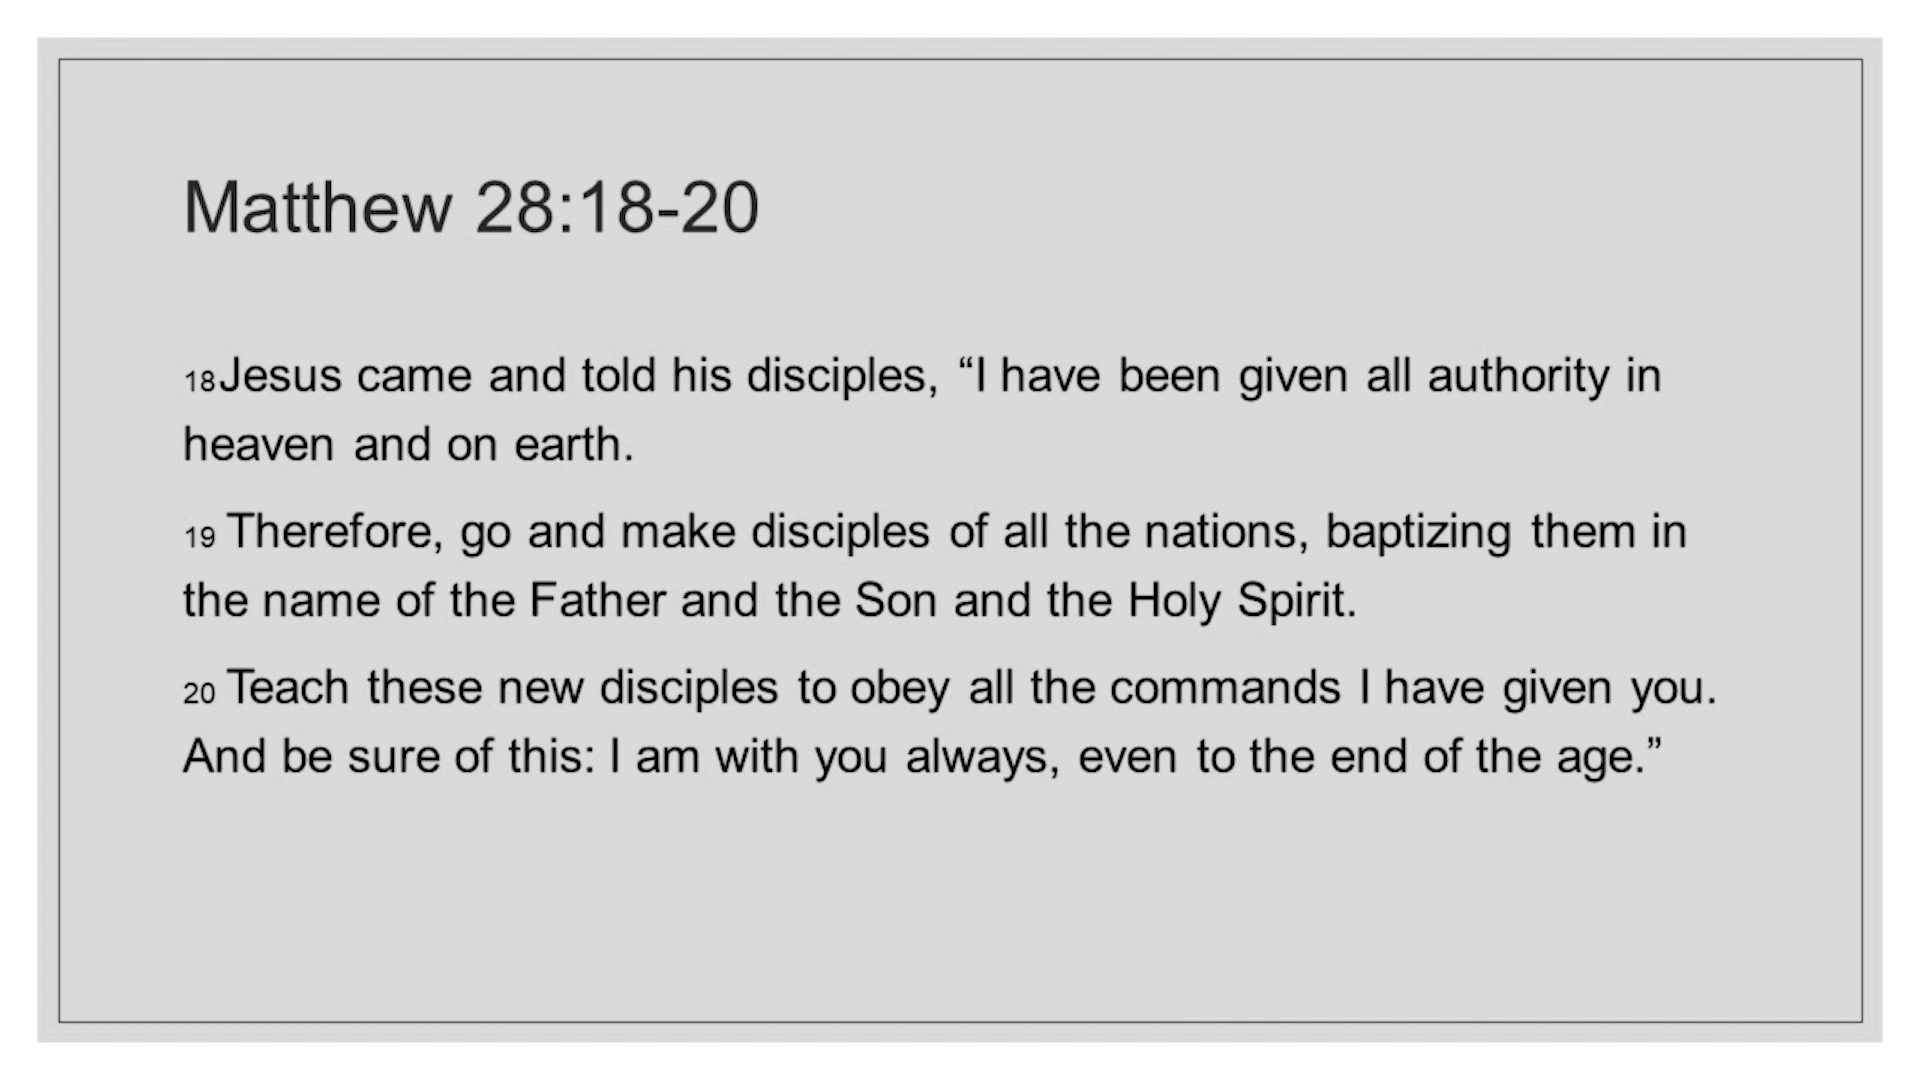 Matthew 28:18-20
18Jesus came and told his disciples, “I have been given all authority in
heaven and on earth.
19 Therefore, go and make disciples of all the nations, baptizing them in
the name of the Father and the Son and the Holy Spirit.
20 Teach these new disciples to obey all the commands I have given you.
And be sure of this: I am with you always, even to the end of the age.”